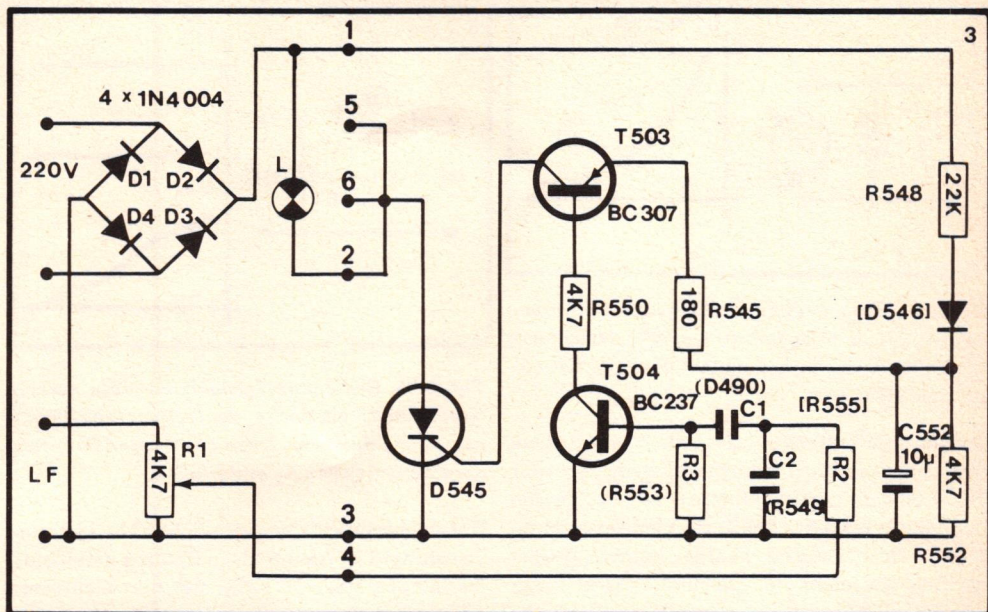 1
3
4 x 1N4004
5
T503
220V
D1
D2
L
6
D4
D3
BC307
R548
22K
2
4K7
R550
180
R545
[D546]
T504
(D490)
BC237
C1
[R555]
R1
4K7
C2
C552
10µ
LF
D545
R3
(R553)
(R549)
R2
4K7
3
R552
4